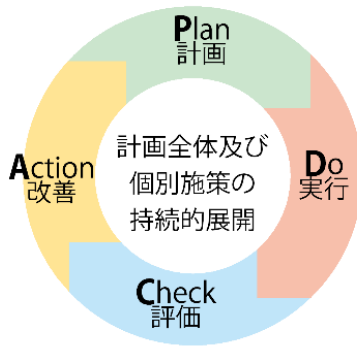 Plan
計画
計画全体及び
個別施策の
持続的展開
Do
実行
Check
評価
Action
改善